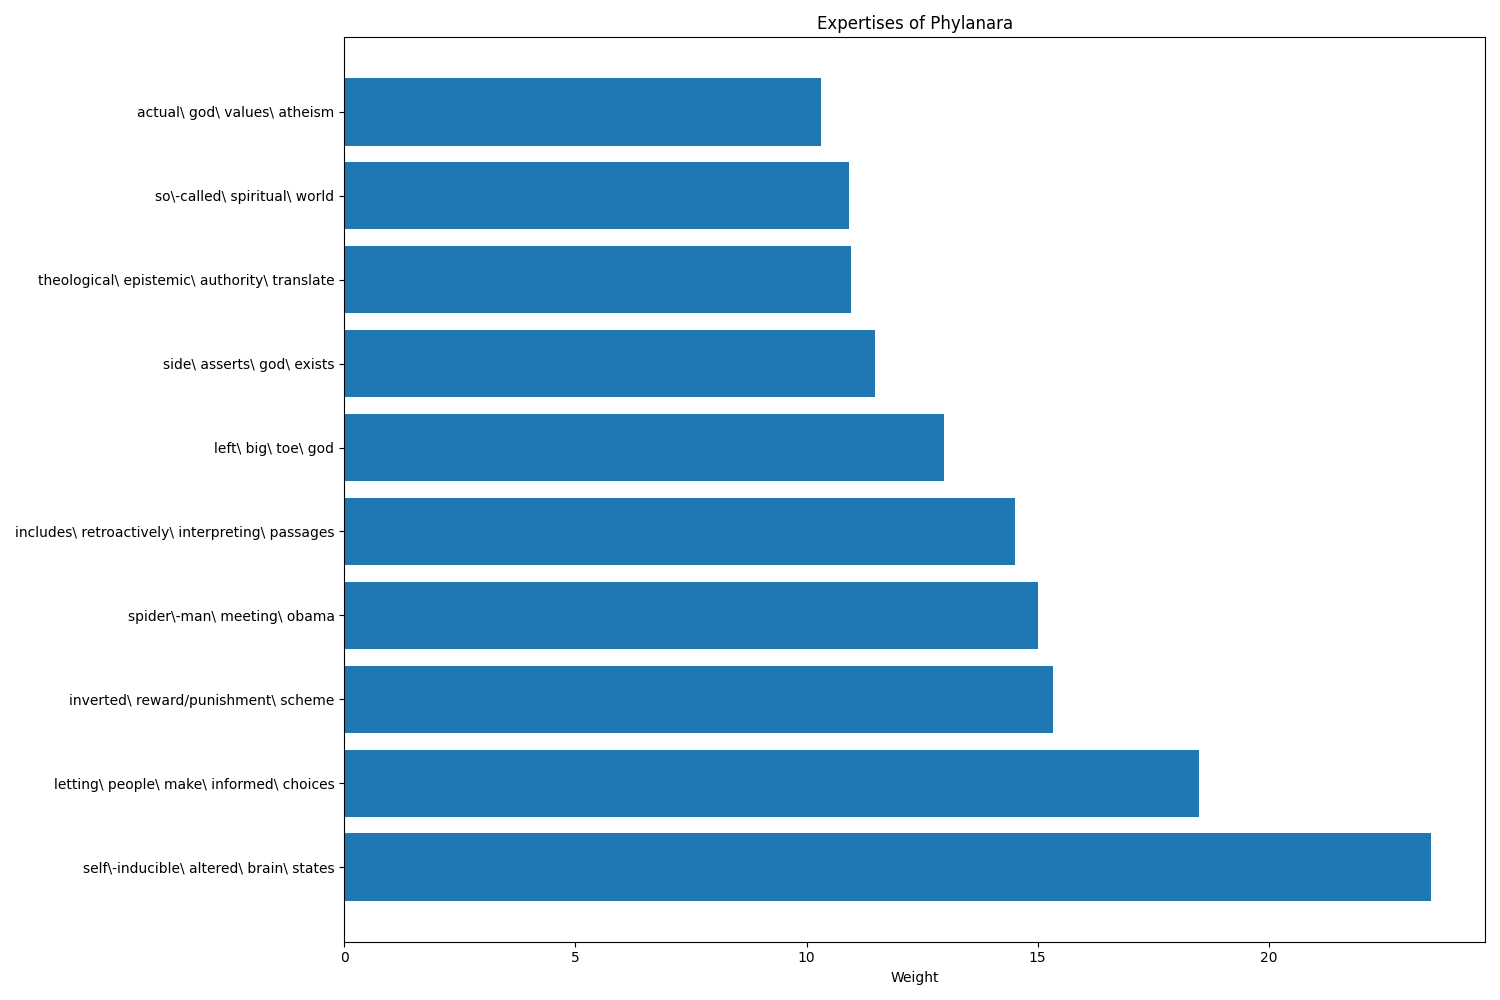 Expertises of Phylanara
actual\ god\ values\ atheism
so\-called\ spiritual\ world
theological\ epistemic\ authority\ translate
side\ asserts\ god\ exists
left\ big\ toe\ god
includes\ retroactively\ interpreting\ passages
spider\-man\ meeting\ obama
inverted\ reward/punishment\ scheme
letting\ people\ make\ informed\ choices
self\-inducible\ altered\ brain\ states
0 5 10 15 20
Weight